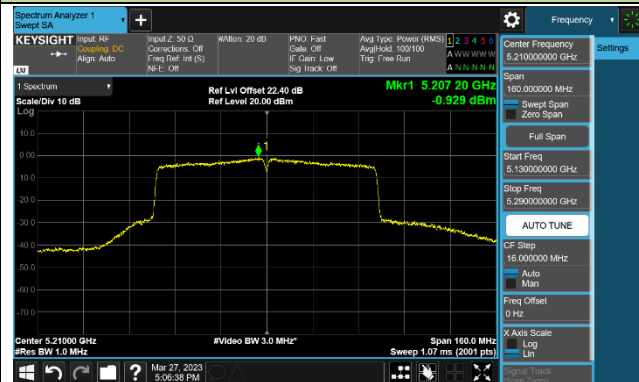 Spectrum Analyzer 1
Swept SA
Frequency
KEYSIGHT Input: RF
Coupling: DC
Align: Auto
Input Z: 50 Ω
Corrections: Off
Freq Ref: Int (S)
NFE: Off
#Atten: 20 dB
PNO: Fast
Gate: Off
IF Gain: Low
Sig Track: Off
Avg Type: Power (RMS)
Avg|Hold: 100/100
Trig: Free Run
1 2 3 4 5 6
A W W W W W
A N N N N N
LXI
1 Spectrum
Scale/Div 10 dB
Log
Ref Lvl Offset 22.40 dB
Ref Level 20.00 dBm
Mkr1 5.207 20 GHz
-0.929 dBm
1
10.0
0.00
-10.0
-20.0
-30.0
-40.0
-50.0
-60.0
-70.0
Center 5.21000 GHz
#Res BW 1.0 MHz
#Video BW 3.0 MHz*
Span 160.0 MHz
Sweep 1.07 ms (2001 pts)
Mar 27, 2023
5:06:38 PM
Center Frequency
5.210000000 GHz
Settings
Span
160.000000 MHz
Swept Span
Zero Span
Full Span
Start Freq
5.130000000 GHz
Stop Freq
5.290000000 GHz
AUTO TUNE
CF Step
16.000000 MHz
Auto
Man
Freq Offset
0 Hz
X Axis Scale
Log
Lin
Signal Track
(Span Zoom)